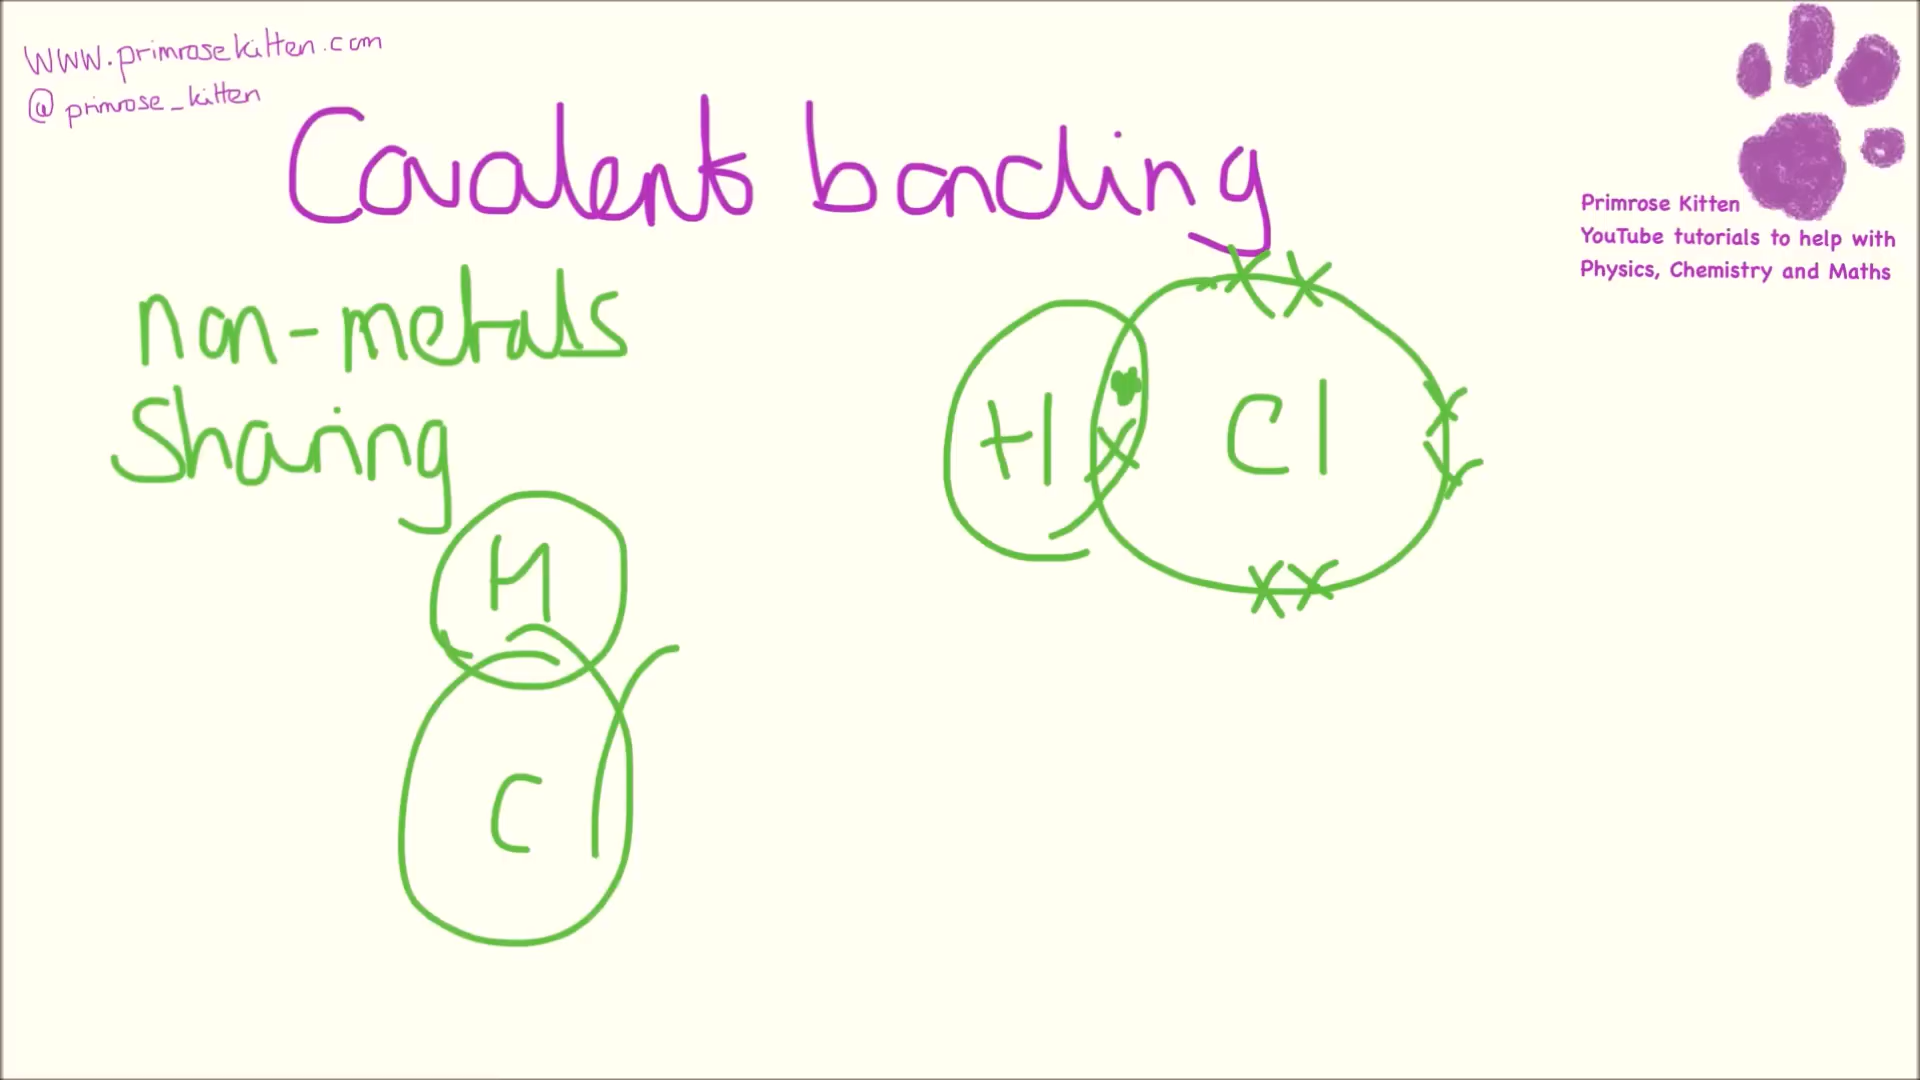 www.primrosekitten.com
@primrose_kitten
Covalent bonding
Primrose Kitten
YouTube tutorials to help with
Physics, Chemistry and Maths
non-metals
Sharing
H Cl
H
Cl